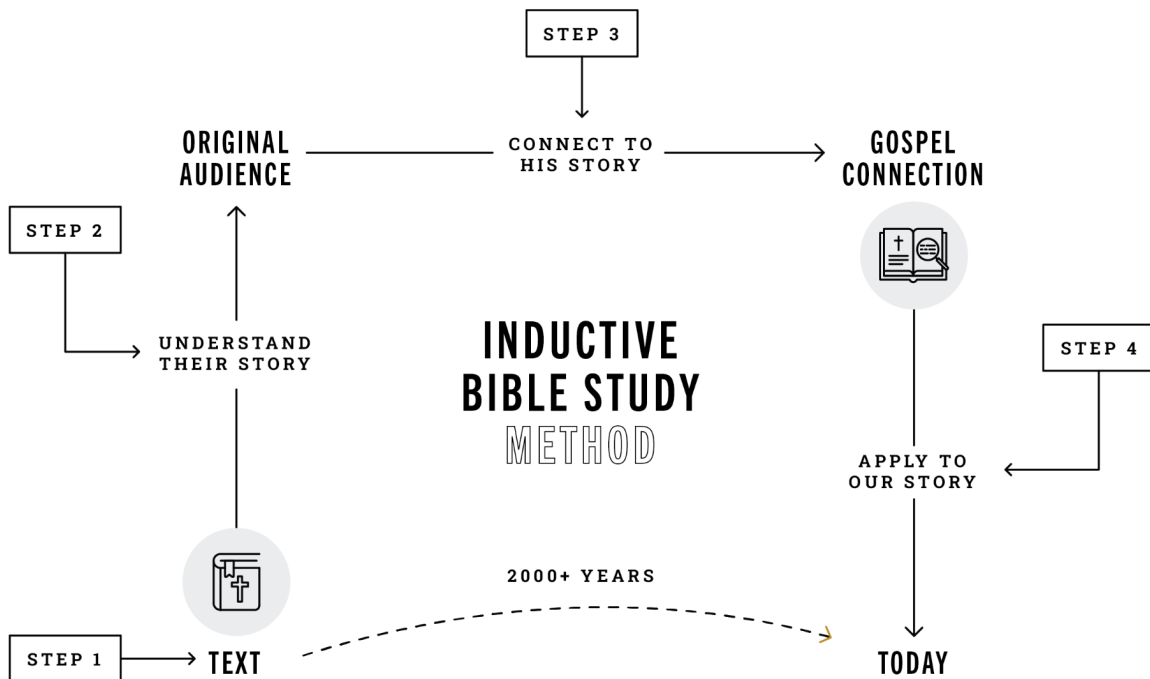 STEP 3
ORIGINAL
AUDIENCE
CONNECT TO
HIS STORY
GOSPEL
CONNECTION
STEP 2
UNDERSTAND
THEIR STORY
INDUCTIVE
BIBLE STUDY
METHOD
STEP 4
APPLY TO
OUR STORY
2000+ YEARS
STEP 1
TEXT
TODAY